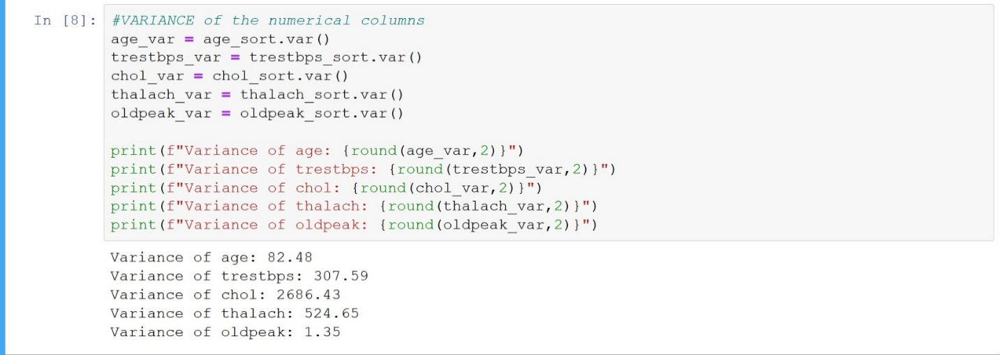 In [8]: #VARIANCE of the numerical columns
age_var = age_sort.var()
trestbps_var = trestbps_sort.var()
chol_var = chol_sort.var()
thalach_var = thalach_sort.var()
oldpeak_var = oldpeak_sort.var()
print(f"Variance of age: {round(age_var,2)}")
print(f"Variance of trestbps: {round(trestbps_var,2)}")
print(f"Variance of chol: {round(chol_var,2)}")
print(f"Variance of thalach: {round(thalach_var,2)}")
print(f"Variance of oldpeak: {round(oldpeak_var,2)}")
Variance of age: 82.48
Variance of trestbps: 307.59
Variance of chol: 2686.43
Variance of thalach: 524.65
Variance of oldpeak: 1.35